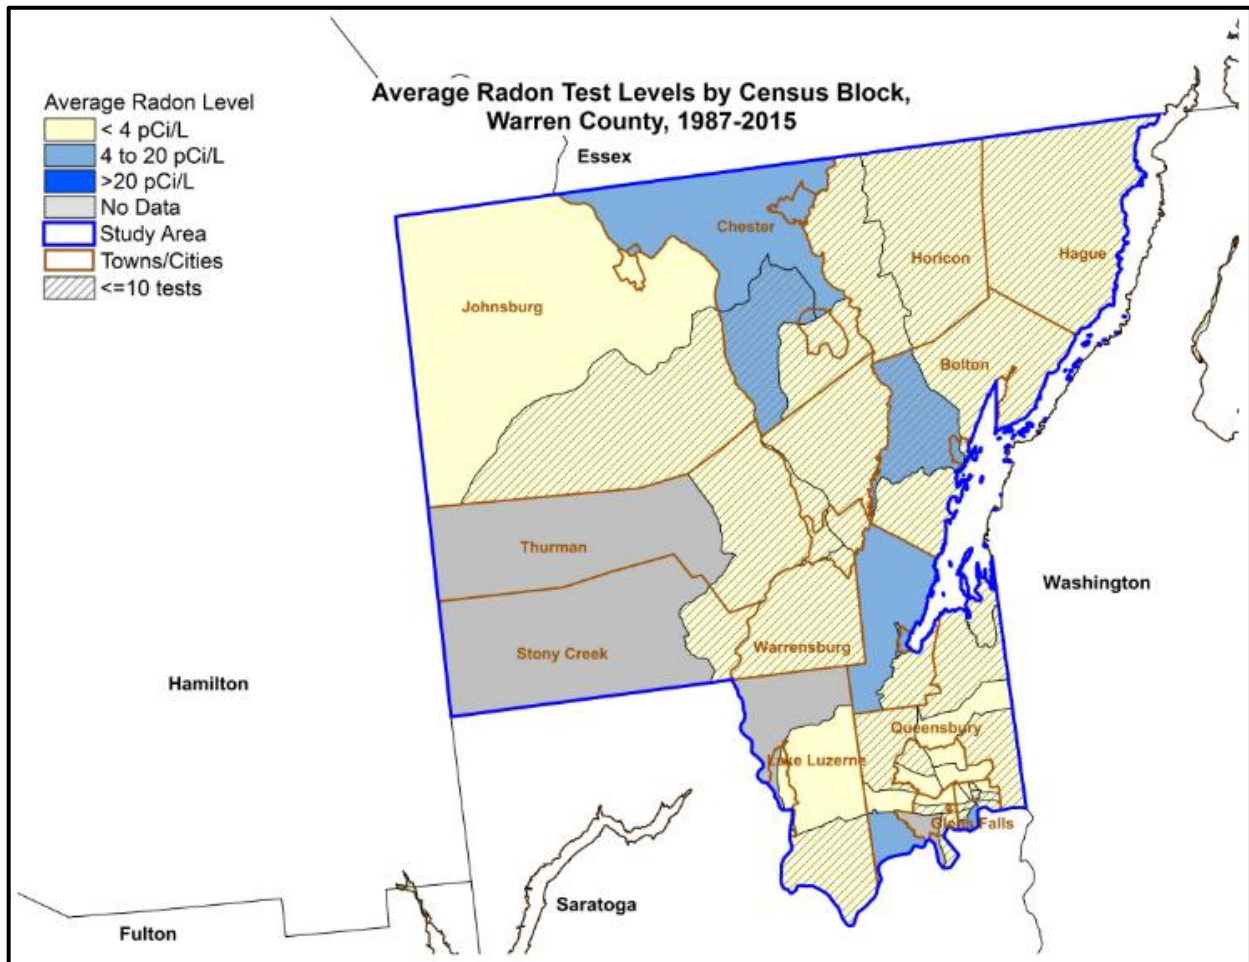 Average Radon Test Levels by Census Block,
Warren County, 1987-2015
Average Radon Level
< 4 pCi/L
4 to 20 pCi/L
>20 pCi/L
No Data
Study Area
Towns/Cities
<=10 tests
Essex
Chester
Horicon
Hague
Johnsburg
Bolton
Thurman
Washington
Stony Creek
Warrensburg
Hamilton
Queensbury
Lake Luzerne
Glens Falls
Saratoga
Fulton